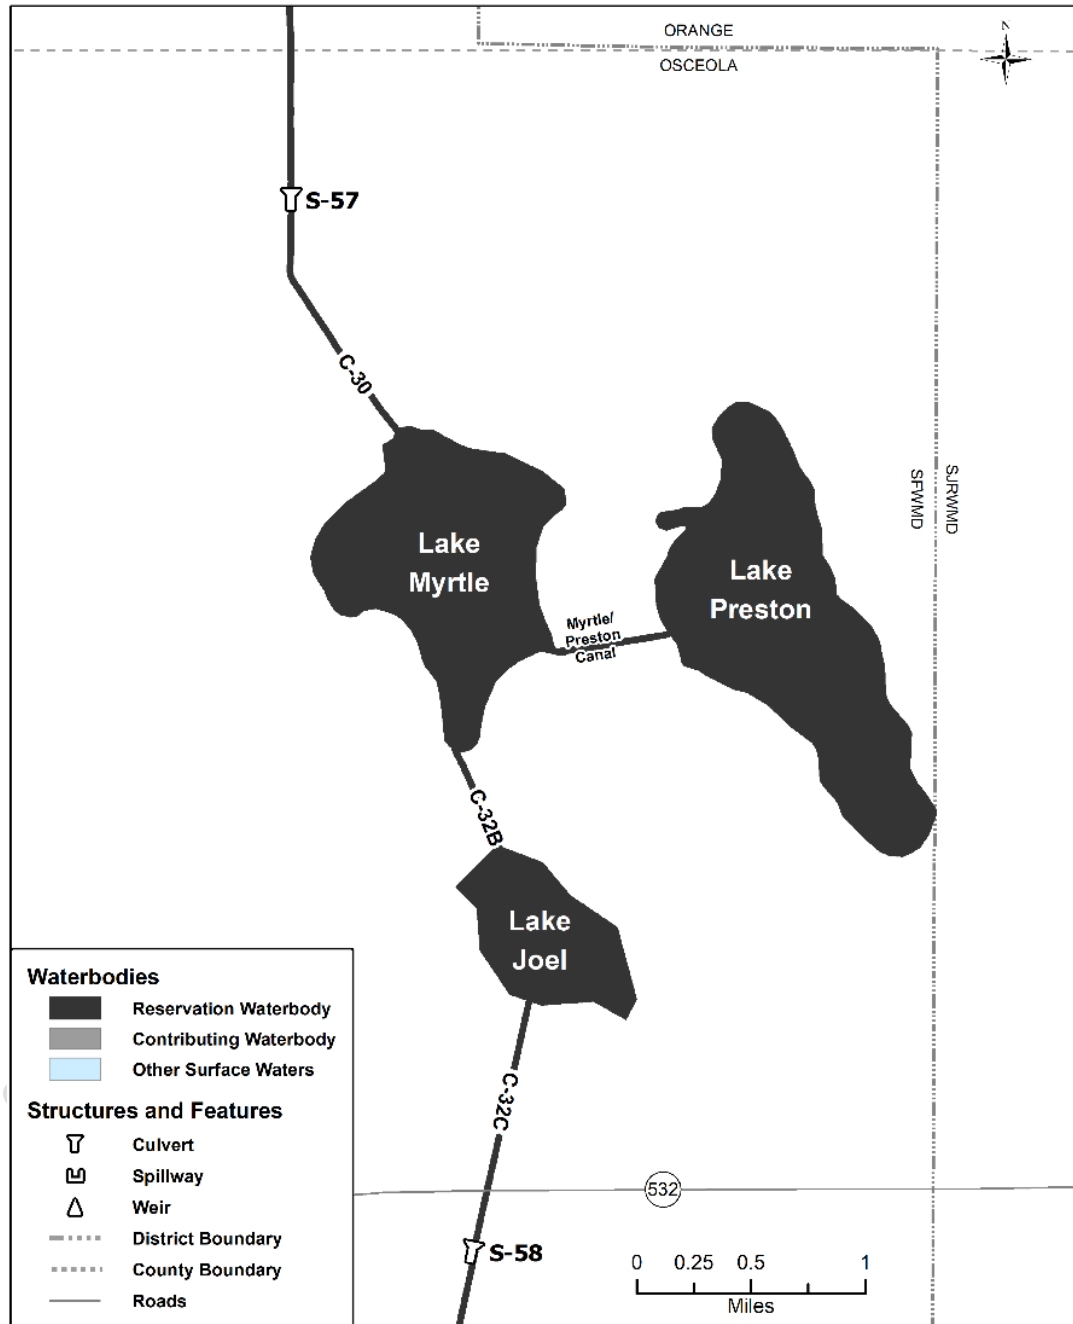 ORANGE
OSCEOLA
N
S-57
C-30
SFWMD
SJRWMD
Lake
Myrtle
Lake
Preston
Myrtle/
Preston
Canal
C-32B
Lake
Joel
C-32C
532
S-58
0 0.25 0.5 1
Miles
Waterbodies
Reservation Waterbody
Contributing Waterbody
Other Surface Waters
Structures and Features
Culvert
Spillway
Weir
District Boundary
County Boundary
Roads